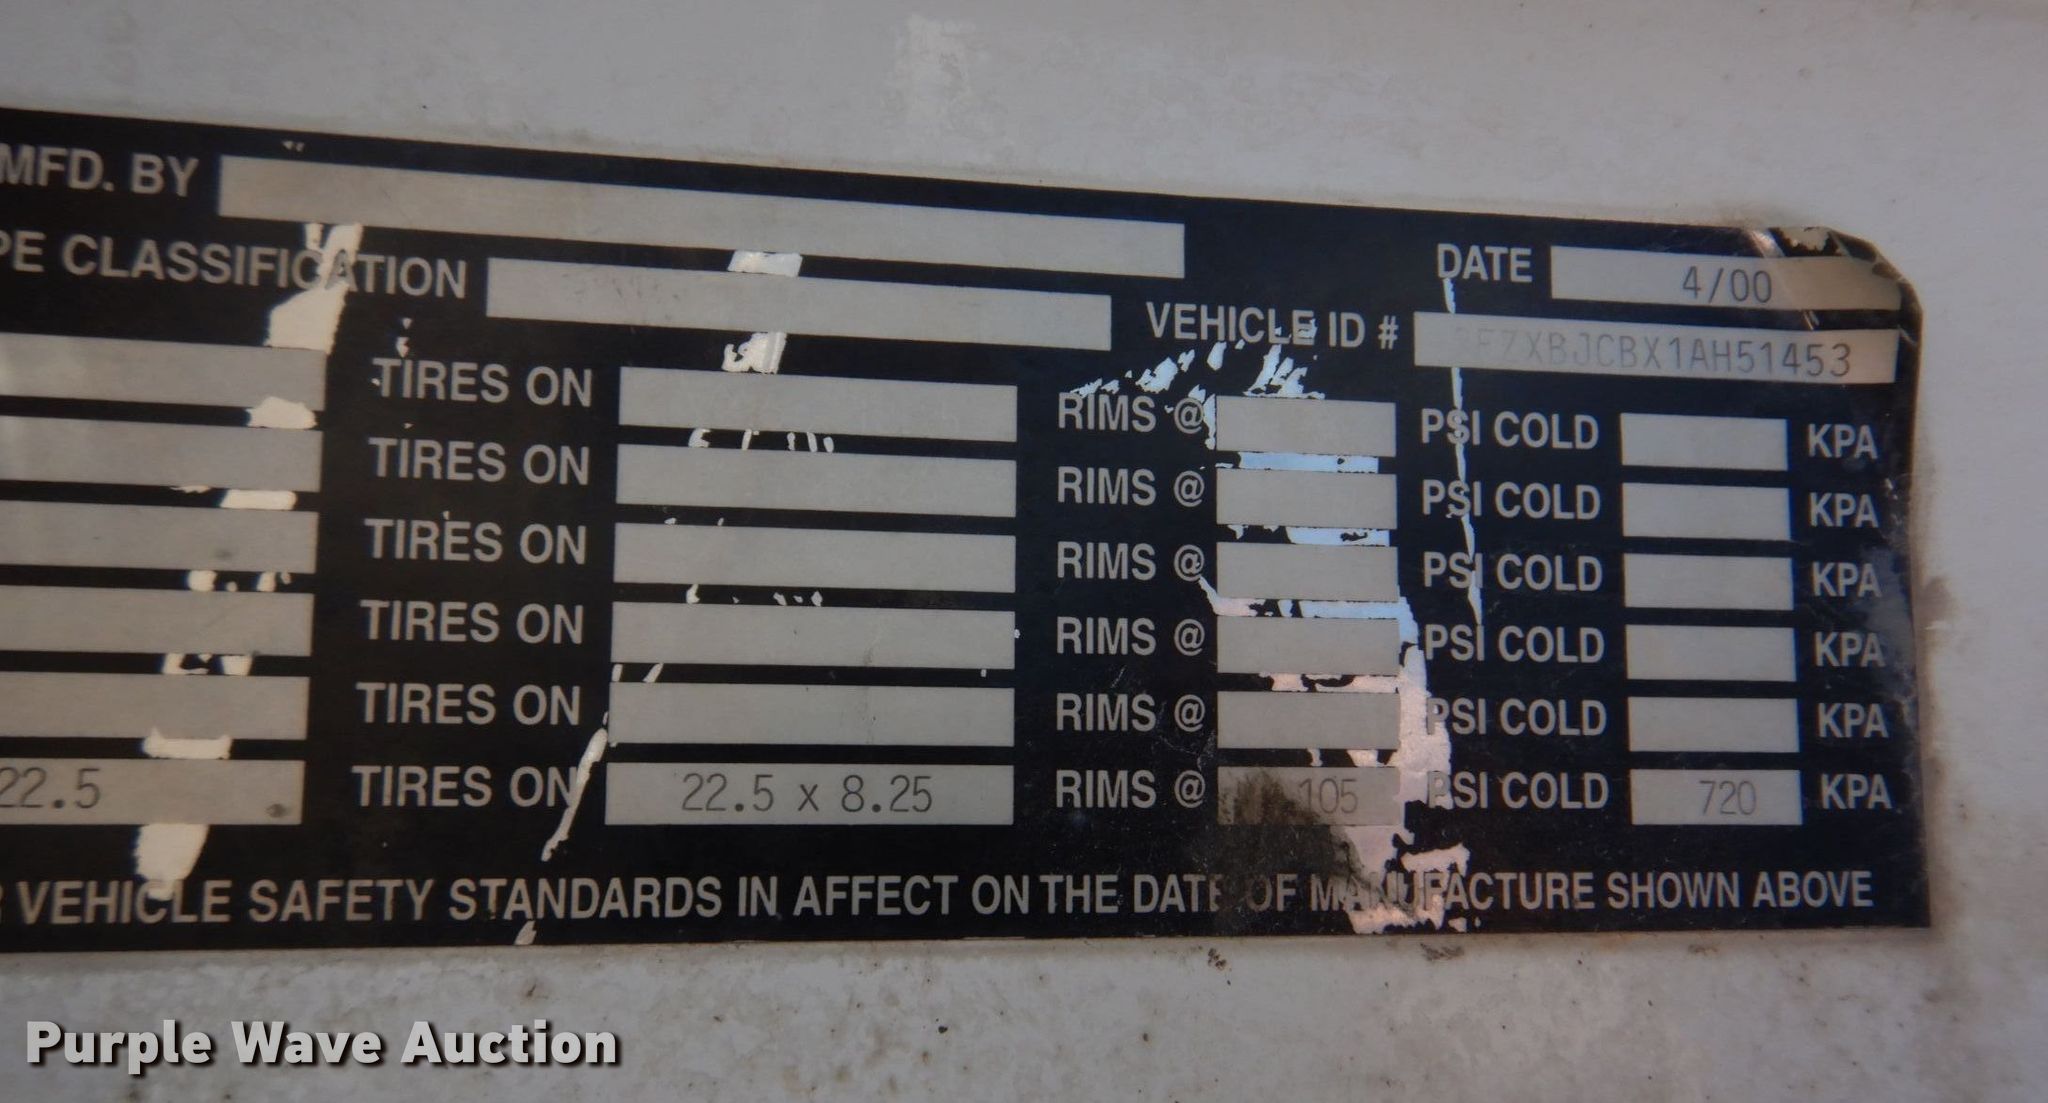 MFD. BY
DATE 4/00
PE CLASSIFICATION
VEHICLE ID # FZXBJCBX1AH51453
TIRES ON RIMS @ PSI COLD KPA
TIRES ON RIMS @ PSI COLD KPA
TIRES ON RIMS @ PSI COLD KPA
TIRES ON RIMS @ PSI COLD KPA
TIRES ON RIMS @ PSI COLD KPA
22.5 TIRES ON 22.5 x 8.25 RIMS @ 105 PSI COLD 720 KPA
R VEHICLE SAFETY STANDARDS IN AFFECT ON THE DATE OF MANUFACTURE SHOWN ABOVE
Purple Wave Auction